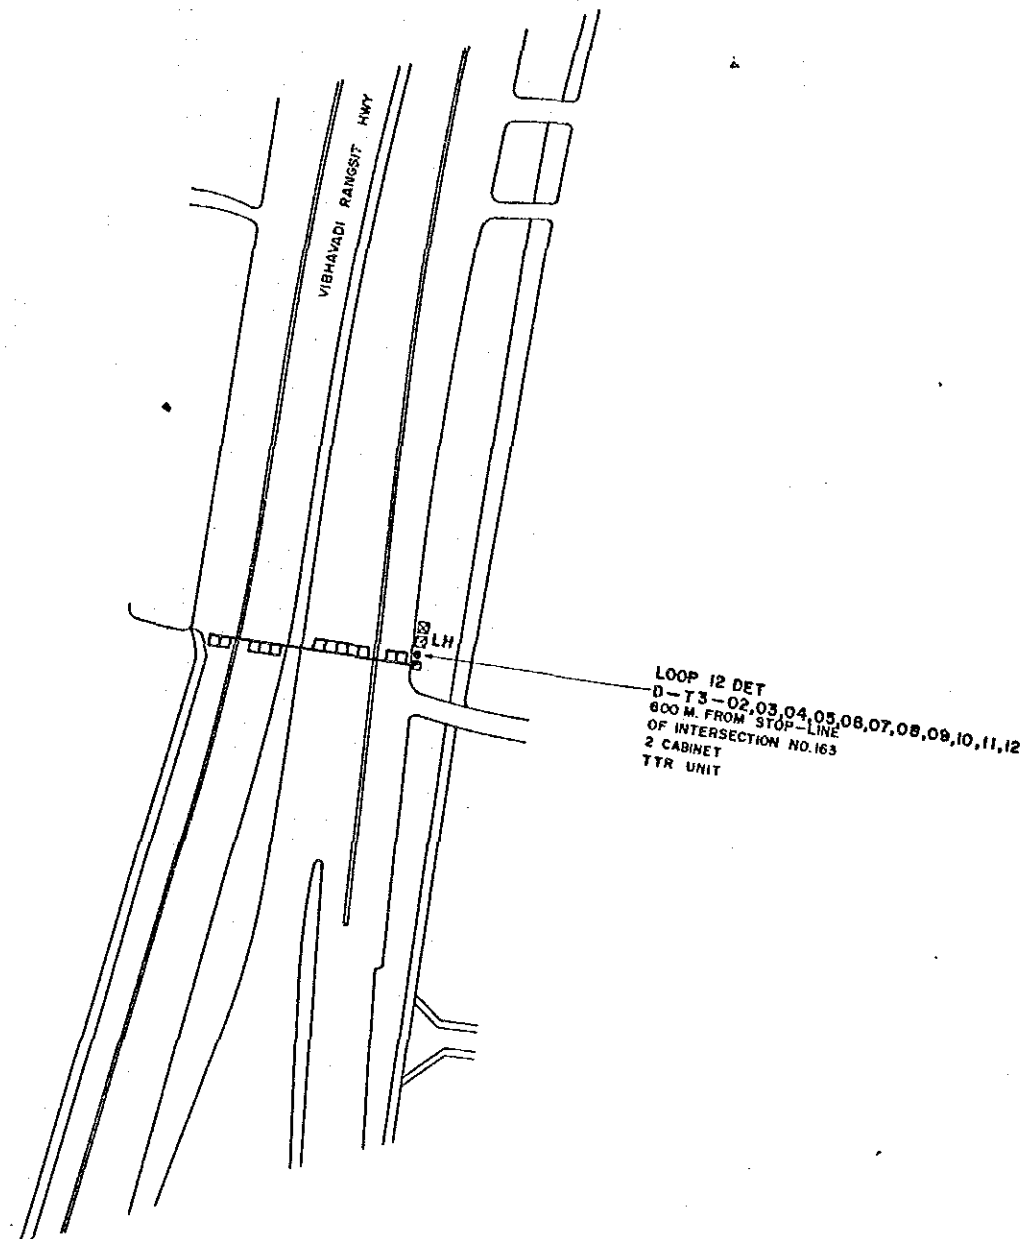 VIBHAVADI RANGSIT HWY
LH
LOOP 12 DET
D-T3-02,03,04,05,06,07,08,09,10,11,12
600 M. FROM STOP-LINE
OF INTERSECTION NO.163
2 CABINET
TTR UNIT